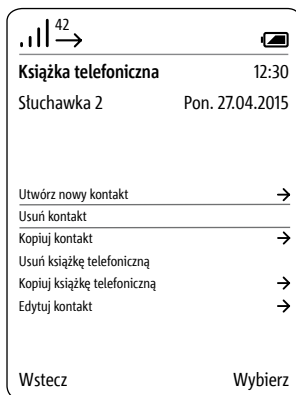 42
Książka telefoniczna 12:30
Słuchawka 2 Pon. 27.04.2015
Utwórz nowy kontakt
Usuń kontakt
Kopiuj kontakt
Usuń książkę telefoniczną
Kopiuj książkę telefoniczną
Edytuj kontakt
Wstecz Wybierz